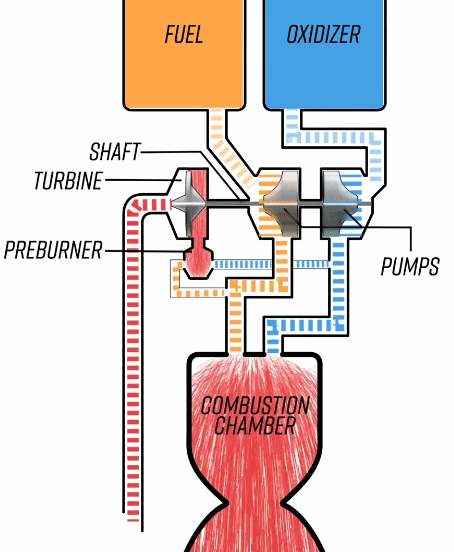 FUEL
OXIDIZER
SHAFT
TURBINE
PREBURNER
PUMPS
COMBUSTION
CHAMBER